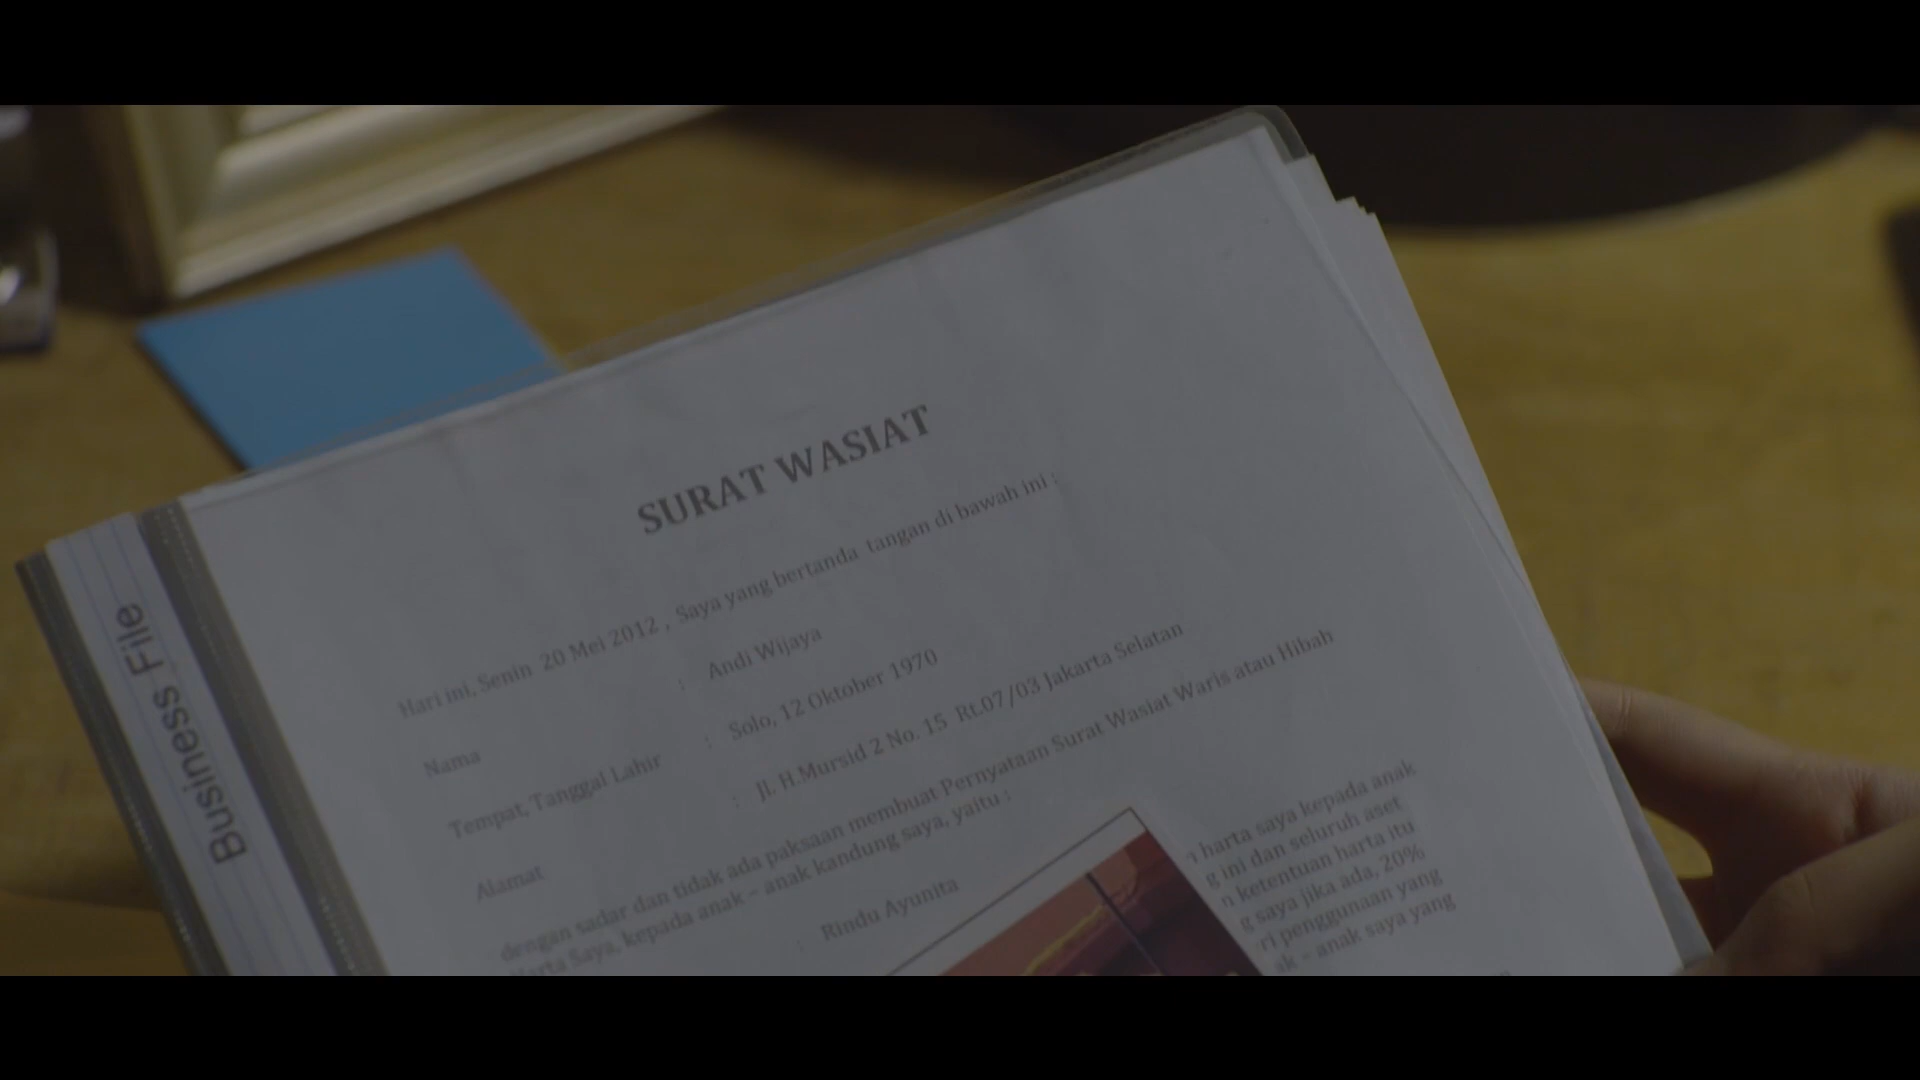 Business File
SURAT WASIAT
Hari ini, Senin 20 Mei 2012 , Saya yang bertanda tangan di bawah ini :
Nama : Andi Wijaya
Tempat, Tanggal Lahir : Solo, 12 Oktober 1970
Alamat : Jl. H Mursid 2 No. 15 Rt.07/03 Jakarta Selatan
dengan sadar dan tidak ada paksaan membuat Pernyataan Surat Wasiat Waris atau Hibah
Harta Saya, kepada anak – anak kandung saya, yaitu :
: Rindu Ayunita
harta saya kepada anak
ini dan seluruh aset
ketentuan harta itu
saya jika ada, 20%
penggunaan yang
– anak saya yang